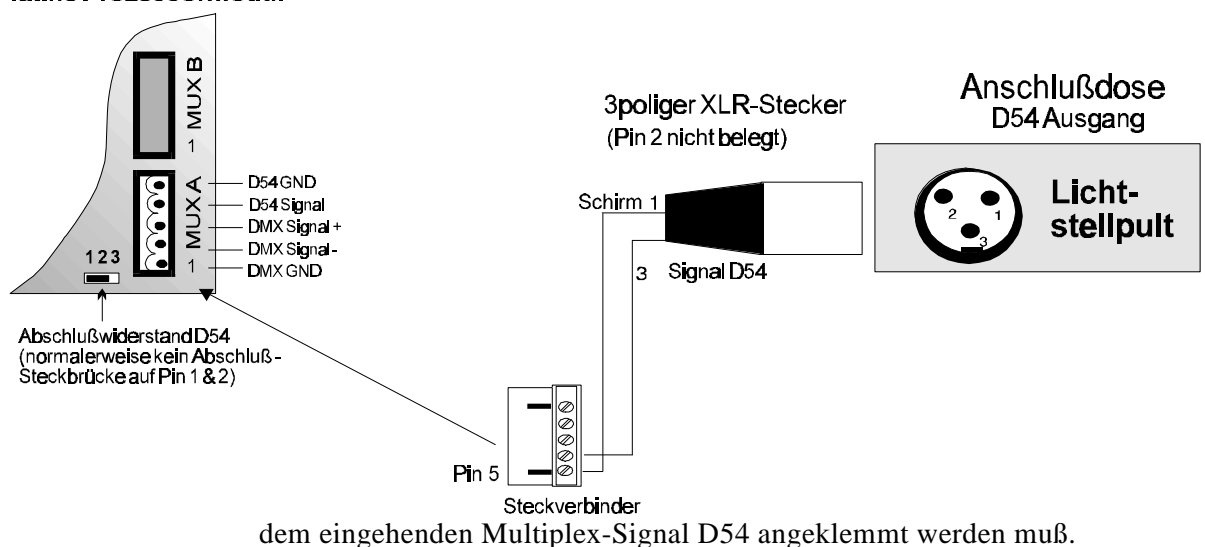 MUX B
1
MUX A
1
D54 GND
D54 Signal
DMX Signal +
DMX Signal -
DMX GND
1 2 3
Abschlußwiderstand D54
(normalerweise kein Abschluß -
Steckbrücke auf Pin 1 & 2)
3poliger XLR-Stecker
(Pin 2 nicht belegt)
Schirm 1
3
Signal D54
Anschlußdose
D54 Ausgang
2
1
3
Licht-
stellpult
Pin 5
Steckverbinder
dem eingehenden Multiplex-Signal D54 angeklemmt werden muß.